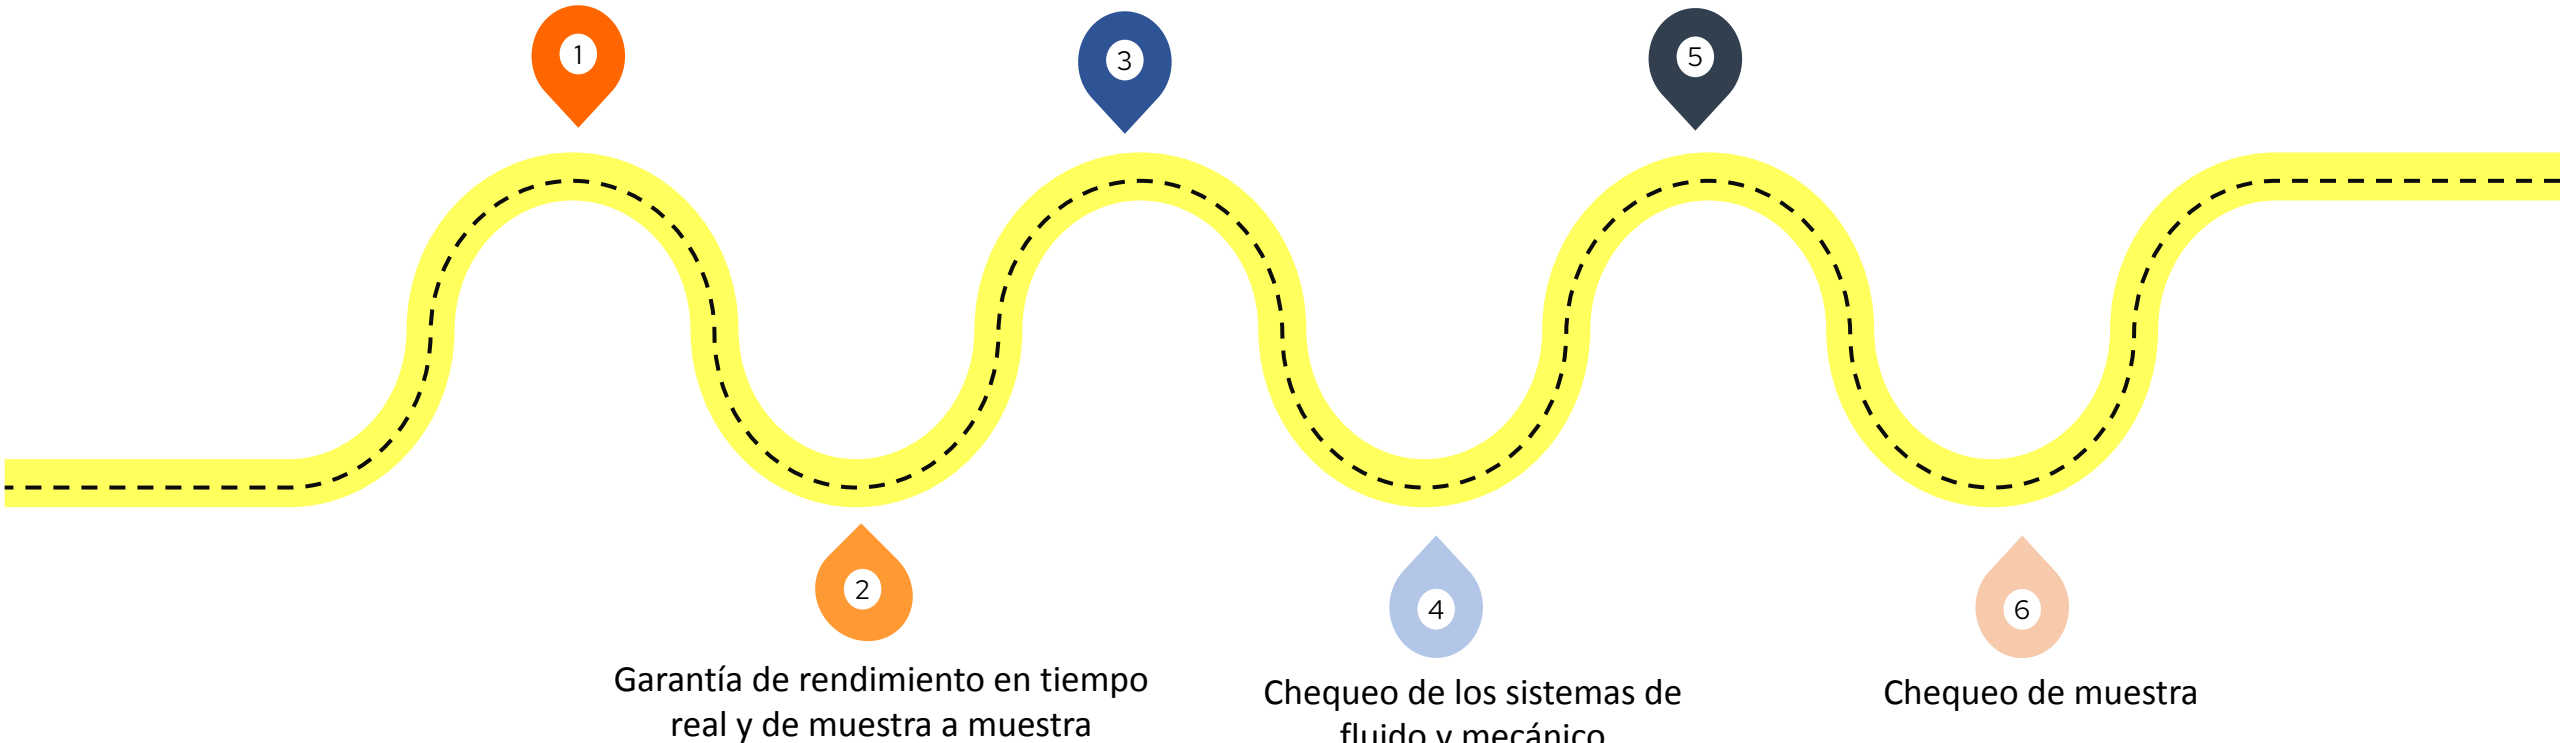 1
3
5
2
4
6
Garantía de rendimiento en tiempo
real y de muestra a muestra
Chequeo de los sistemas de
fluido y mecánico
Chequeo de muestra